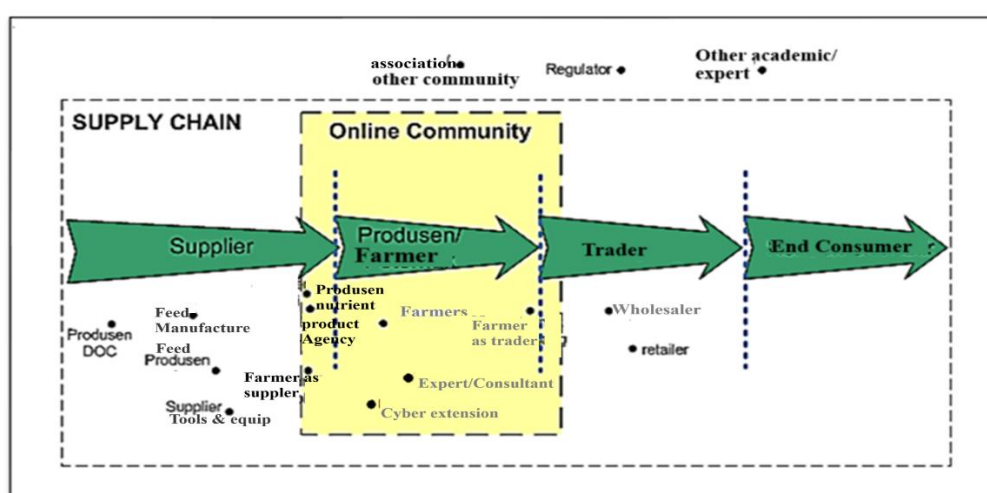 association
other community
Regulator
Other academic/
expert
SUPPLY CHAIN
Online Community
Supplier
Produsen/
Farmer
Trader
End Consumer
Produsen
nutrient
product
Agency
Feed
Manufacture
Produsen
DOC
Feed
Produsen
Farmer as
suppler
Supplier
Tools & equip
Farmers
Farmer
as trader
Expert/Consultant
Cyber extension
Wholesaler
retailer